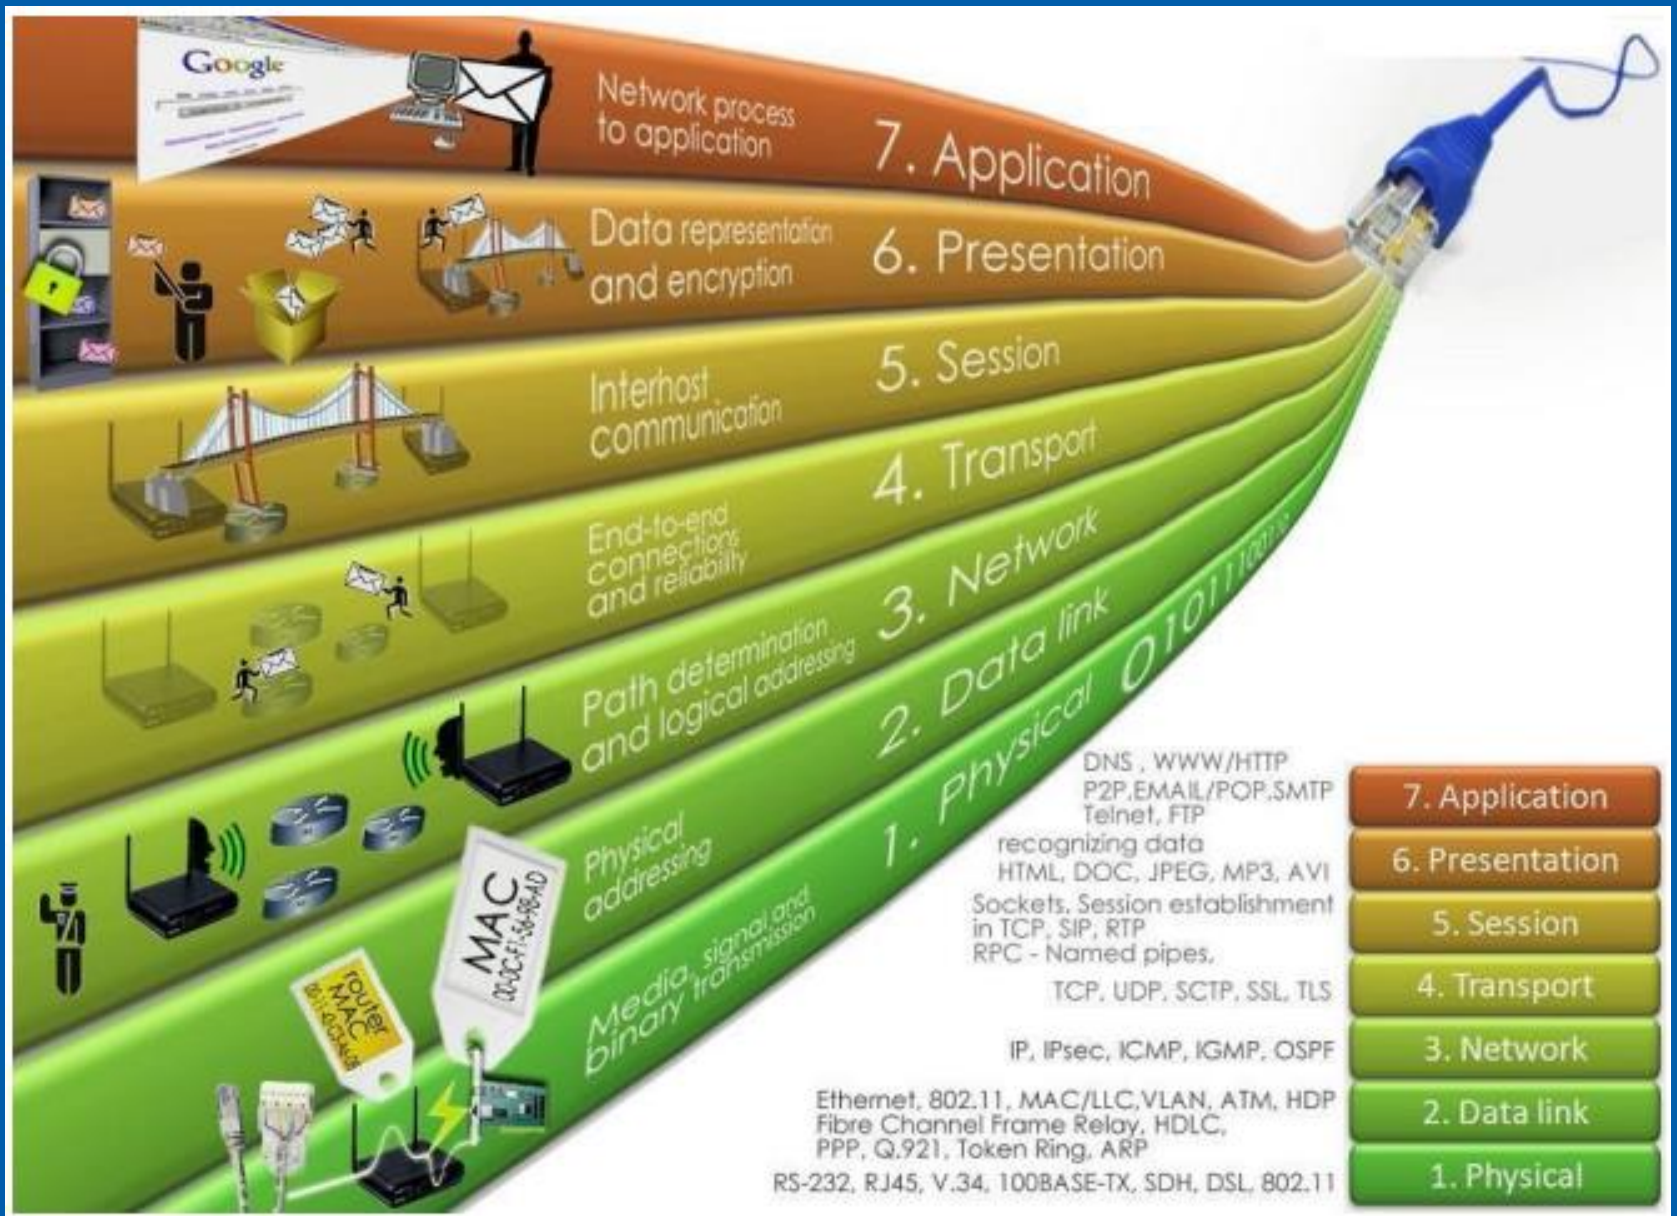 Google
Network process
to application
7. Application
Data representation
and encryption
6. Presentation
Interhost
communication
5. Session
End-to-end
connections
and reliability
4. Transport
Path determination
and logical addressing
3. Network
Physical
addressing
2. Data link
Media, signal and
binary transmission
1. Physical
MAC
router
MAC
DNS , WWW/HTTP
P2P,EMAIL/POP,SMTP
Telnet, FTP
7. Application
recognizing data
HTML, DOC, JPEG, MP3, AVI
6. Presentation
Sockets, Session establishment
in TCP, SIP, RTP
RPC - Named pipes,
5. Session
TCP, UDP, SCTP, SSL, TLS
4. Transport
IP, IPsec, ICMP, IGMP, OSPF
3. Network
Ethernet, 802.11, MAC/LLC,VLAN, ATM, HDP
Fibre Channel Frame Relay, HDLC,
PPP, Q.921, Token Ring, ARP
2. Data link
RS-232, RJ45, V.34, 100BASE-TX, SDH, DSL, 802.11
1. Physical